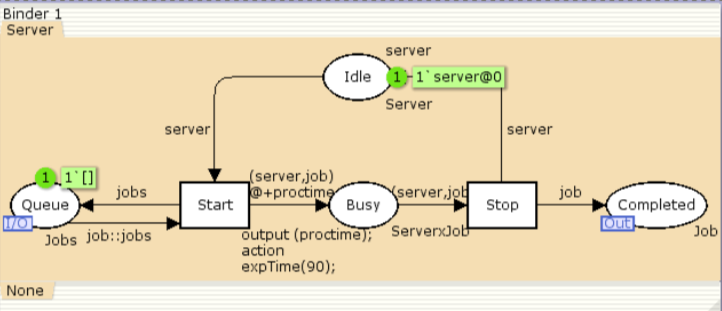 Binder 1
Server
server
Idle
1
1`server@0
Server
server
server
1
1`[]
(server,job)
@+proctime
jobs
(server,job
job
Queue
Start
Busy
Stop
Completed
I/O
Out
Jobs
job::jobs
output (proctime);
action
expTime(90);
ServerxJob
Job
None